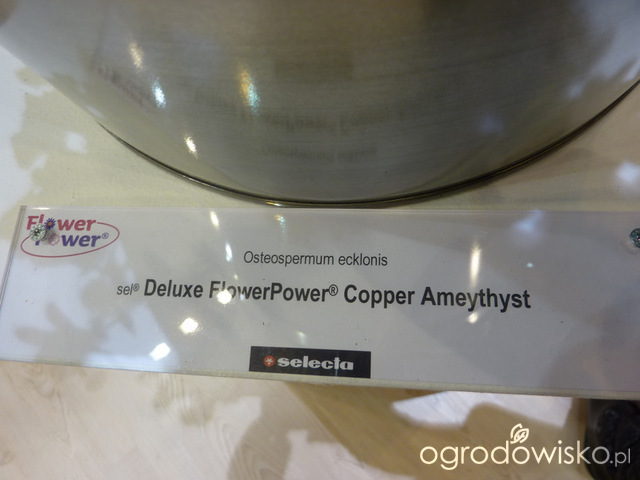 Flower
Power®
Osteospermum ecklonis
sel® Deluxe FlowerPower® Copper Ameythyst
selecta
ogrodowisko.pl